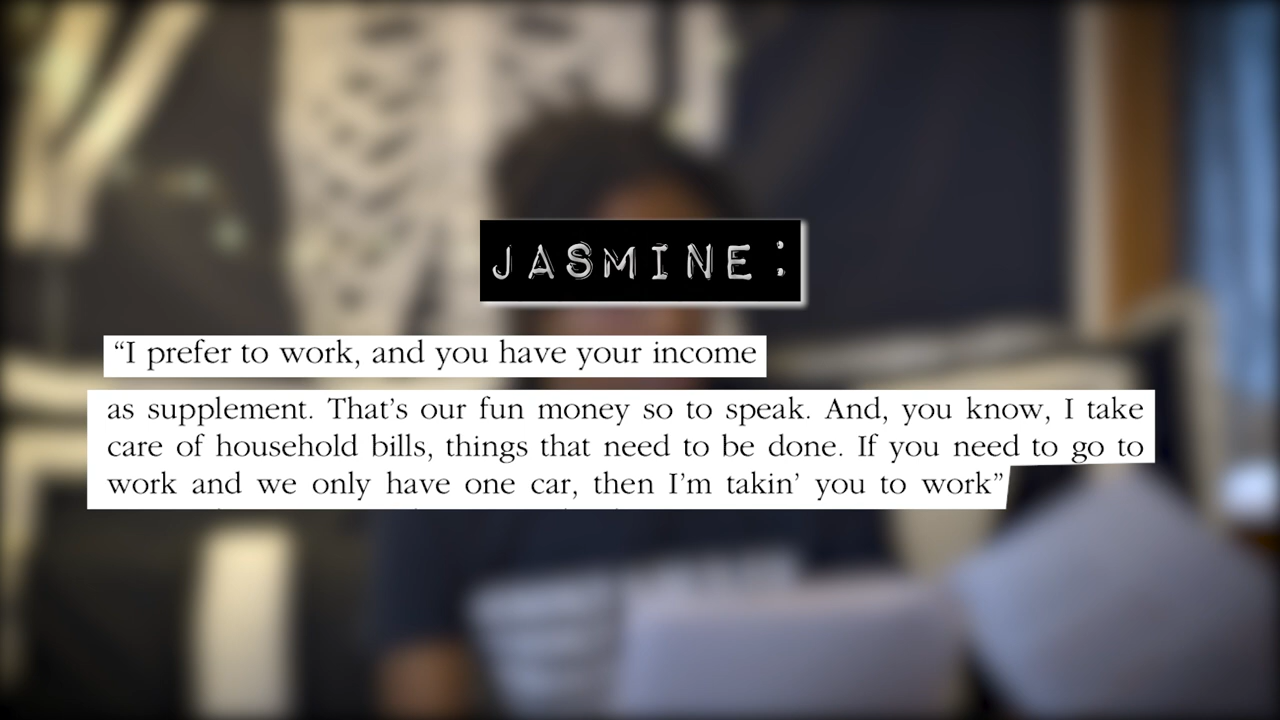 JASMINE:
“I prefer to work, and you have your income
as supplement. That’s our fun money so to speak. And, you know, I take
care of household bills, things that need to be done. If you need to go to
work and we only have one car, then I’m takin’ you to work”